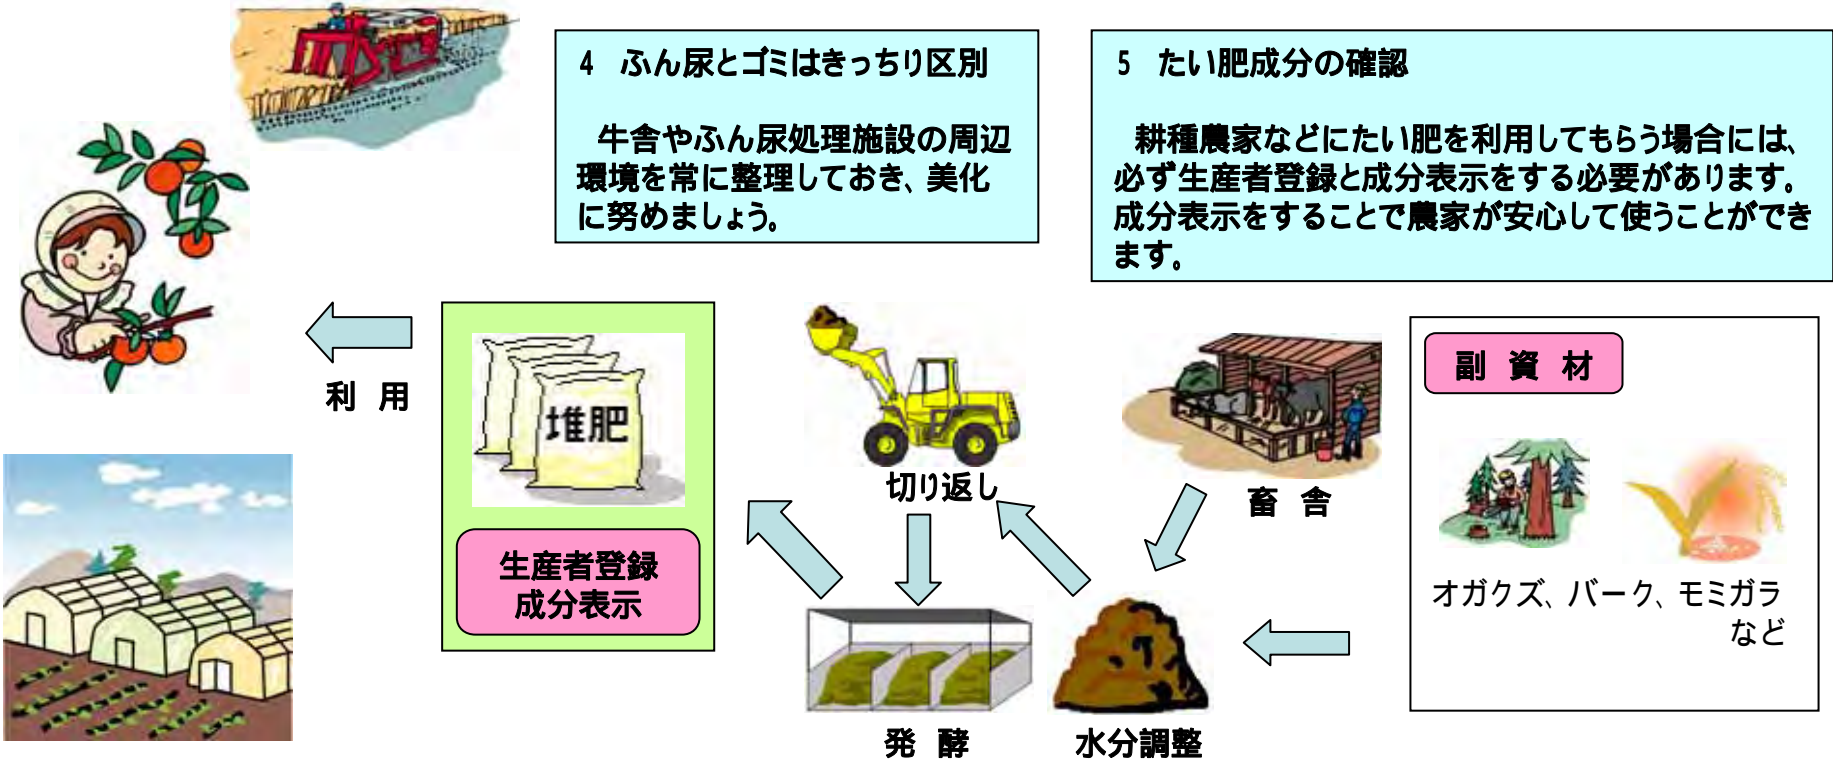 4 ふん尿とゴミはきっちり区別
牛舎やふん尿処理施設の周辺
環境を常に整理しておき、美化
に努めましょう。
5 たい肥成分の確認
耕種農家などにたい肥を利用してもらう場合には、
必ず生産者登録と成分表示をする必要があります。
成分表示をすることで農家が安心して使うことができ
ます。
利 用
堆肥
生産者登録
成分表示
切り返し
畜 舎
副 資 材
オガクズ、バーク、モミガラ
など
発 酵
水分調整